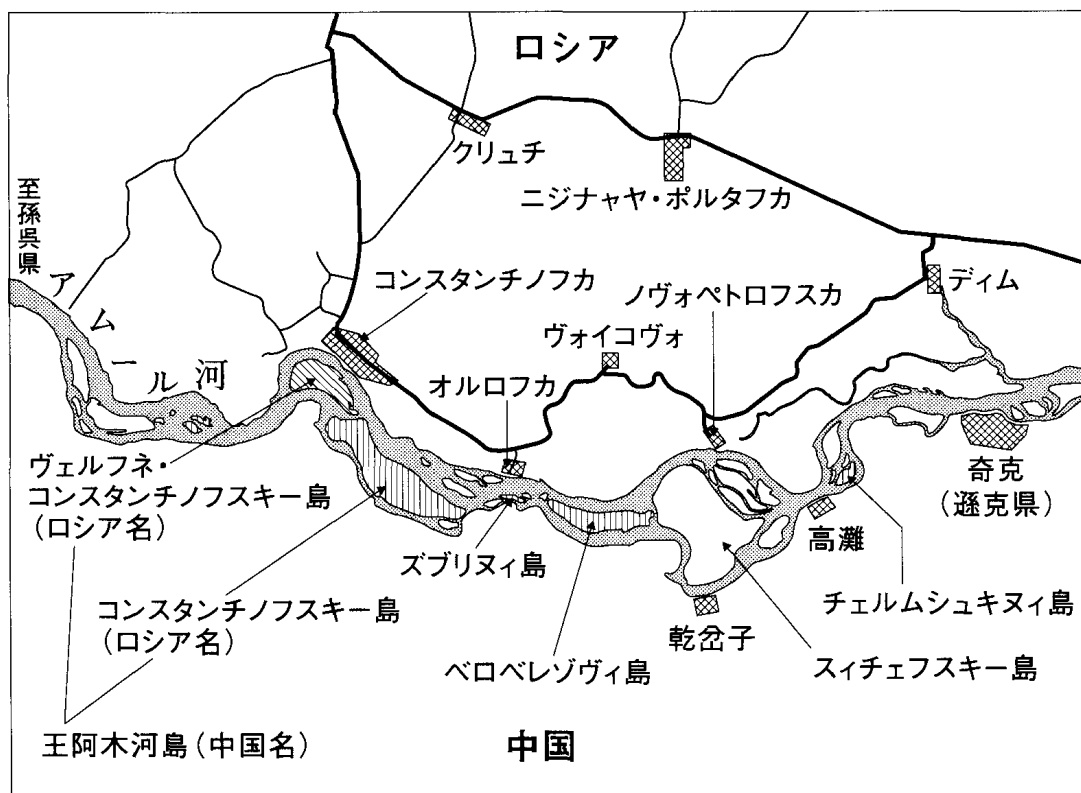 ロシア
クリュチ
ニジナャヤ・ポルタフカ
至孫呉県
アムール河
コンスタンチノフカ
ノヴォペトロフスカ
ディム
ヴォイコヴォ
オルロフカ
ヴェルフネ・
コンスタンチノフスキー島
(ロシア名)
奇克
(遜克県)
高灘
ズブリヌィ島
コンスタンチノフスキー島
(ロシア名)
チェルムシュキヌィ島
乾岔子
ベロベレゾヴィ島
スィチェフスキー島
王阿木河島(中国名)
中国